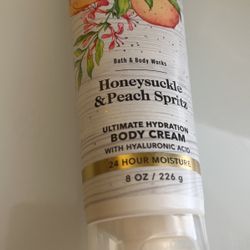 Bath & Body Works
Honeysuckle
& Peach Spritz
ULTIMATE HYDRATION
BODY CREAM
WITH HYALURONIC ACID
24 HOUR MOISTURE
8 OZ / 226 g